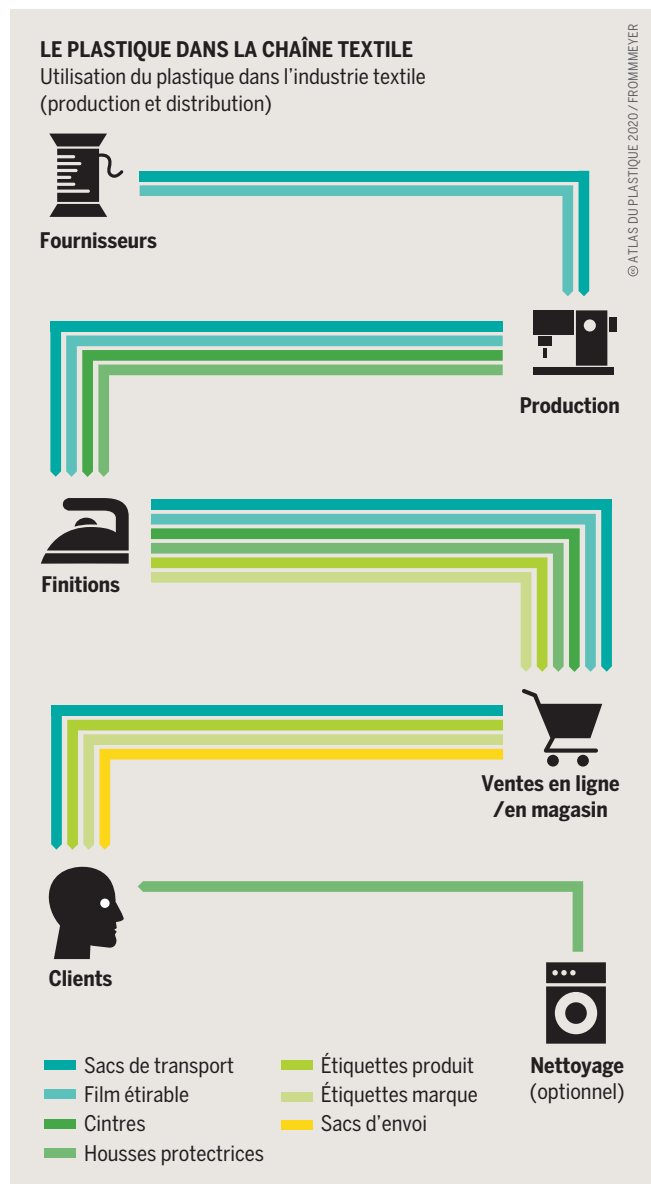 LE PLASTIQUE DANS LA CHAÎNE TEXTILE
Utilisation du plastique dans l’industrie textile
(production et distribution)
ATLAS DU PLASTIQUE 2020 / FROMMMEYER
Fournisseurs
Production
Finitions
Ventes en ligne
/en magasin
Clients
Nettoyage
(optionnel)
Sacs de transport
Film étirable
Cintres
Housses protectrices
Étiquettes produit
Étiquettes marque
Sacs d’envoi